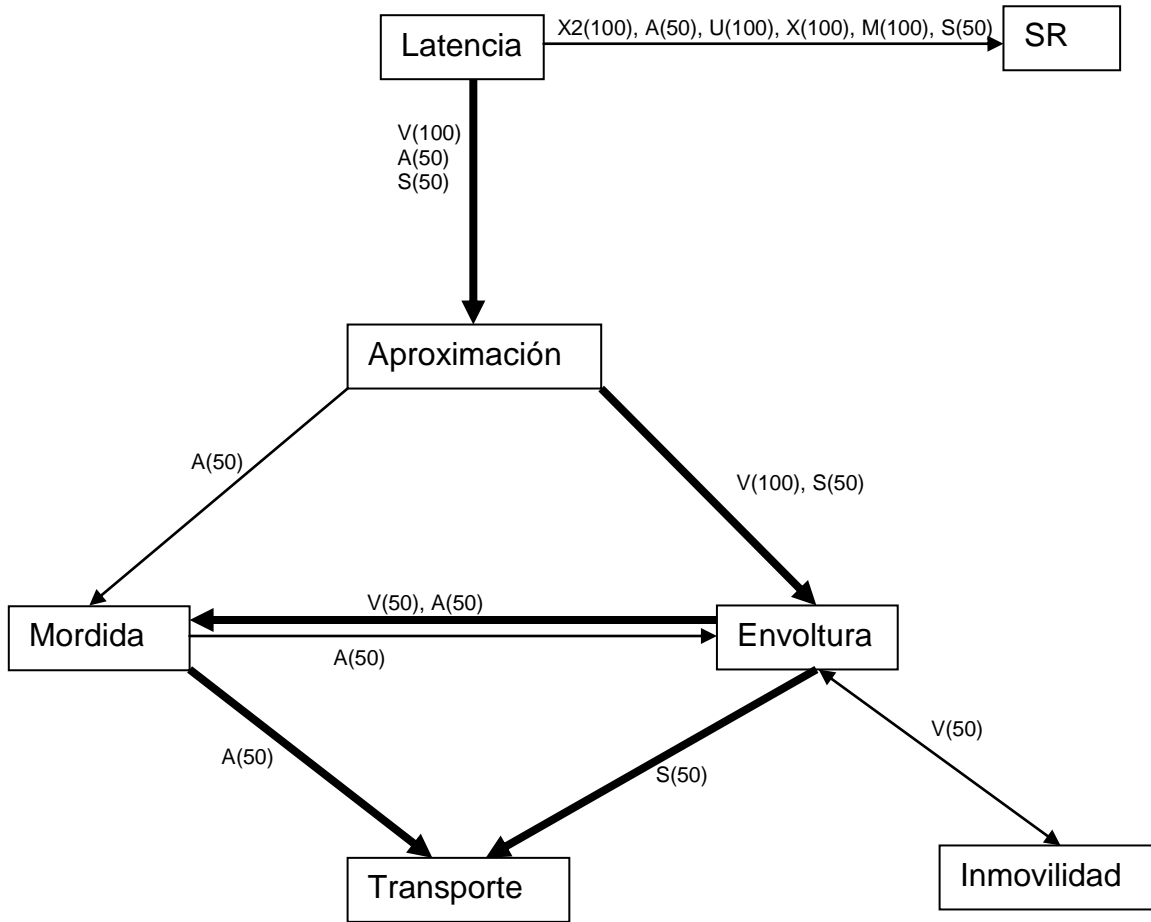 Latencia
X2(100), A(50), U(100), X(100), M(100), S(50)
SR
V(100)
A(50)
S(50)
Aproximación
A(50)
V(100), S(50)
Mordida
V(50), A(50)
A(50)
Envoltura
A(50)
S(50)
V(50)
Transporte
Inmovilidad